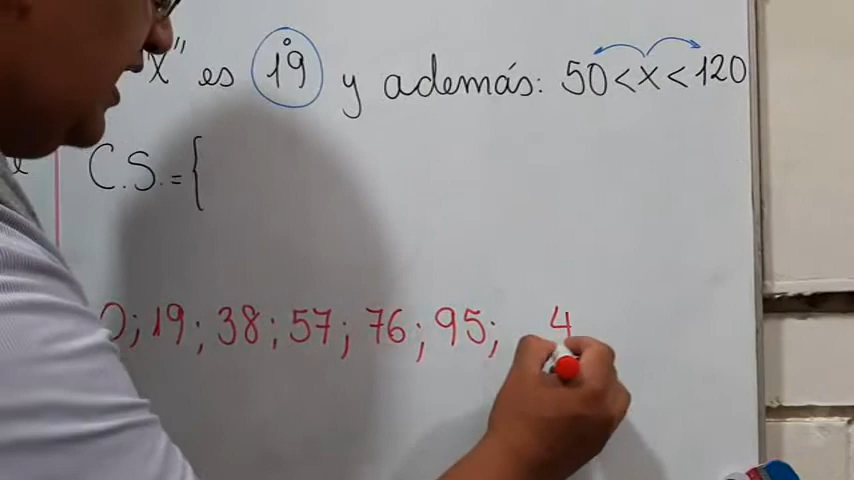 "x" es 19° y además: 50 < x < 120
C.S. = {
0; 19; 38; 57; 76; 95; 4